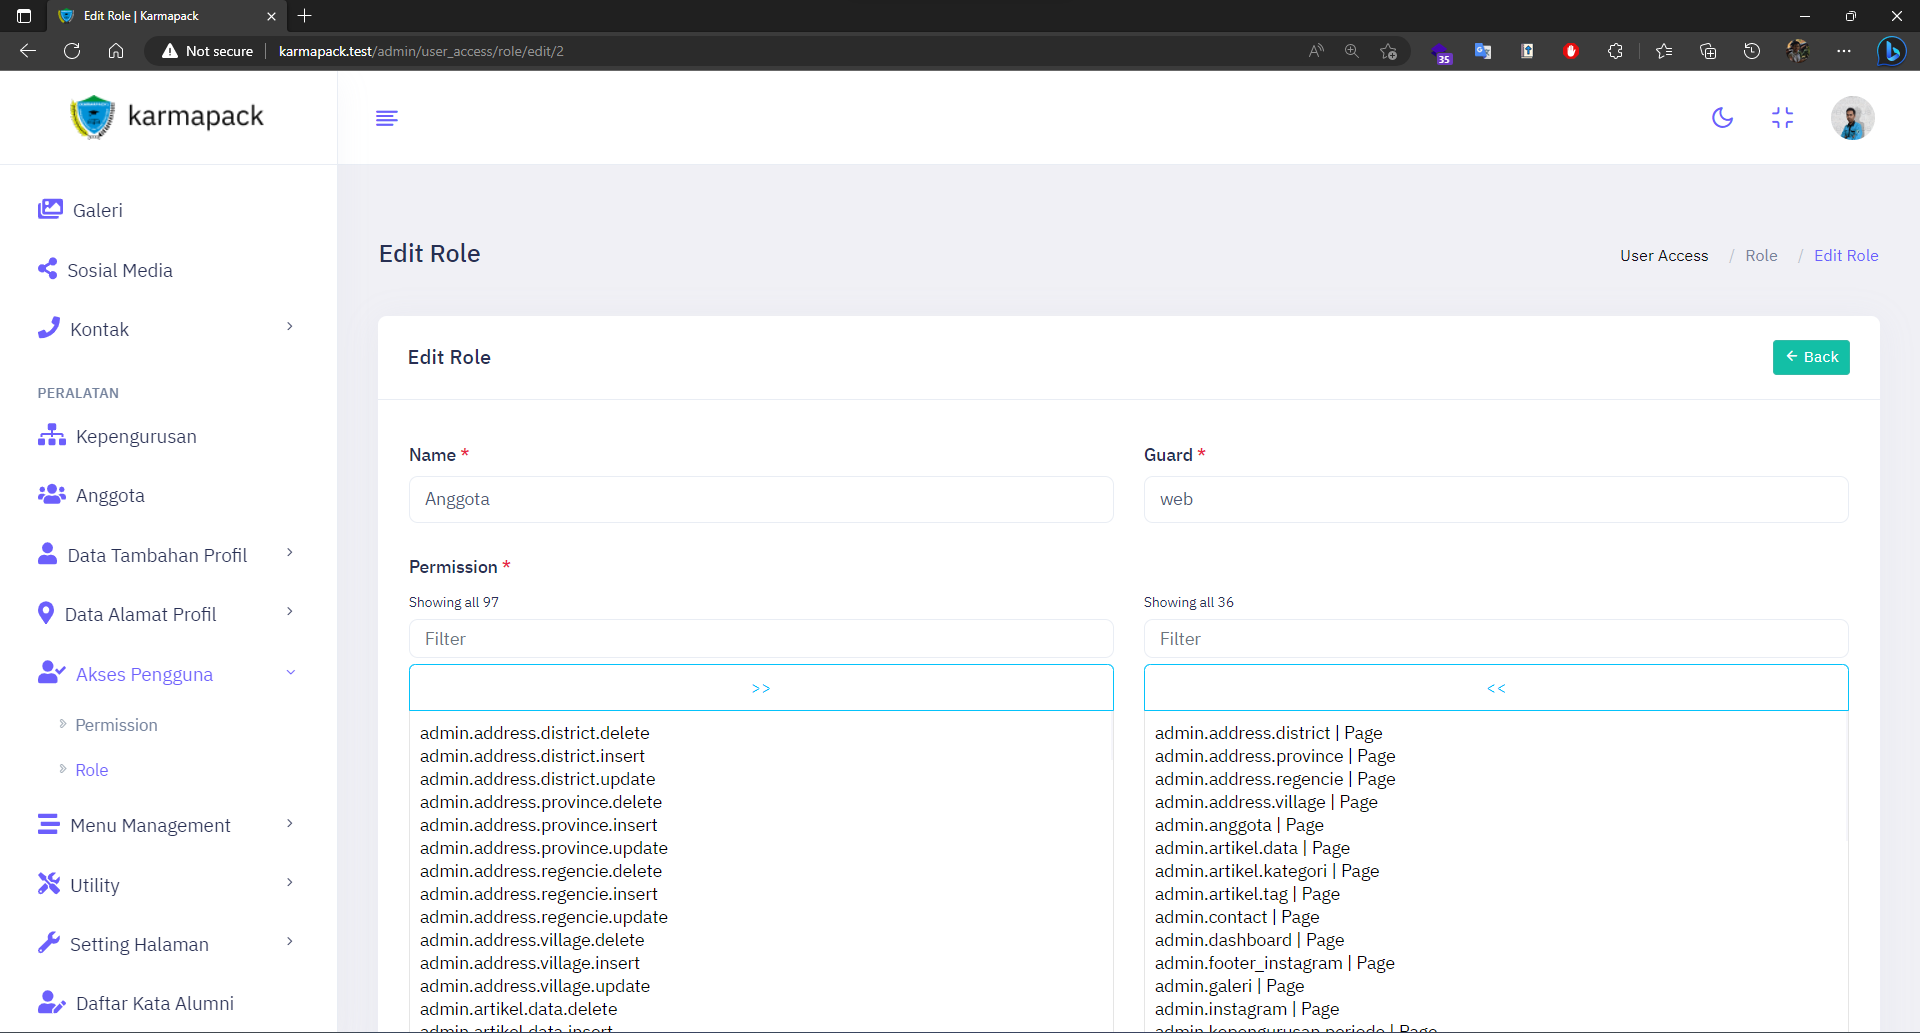 Edit Role | Karmapack
Not secure
karmapack.test/admin/user_access/role/edit/2
35
karmapack
Galeri
Sosial Media
Kontak
PERALATAN
Kepengurusan
Anggota
Data Tambahan Profil
Data Alamat Profil
Akses Pengguna
Permission
Role
Menu Management
Utility
Setting Halaman
Daftar Kata Alumni
Edit Role
User Access / Role / Edit Role
Edit Role
← Back
Name *
Anggota
Guard *
web
Permission *
Showing all 97
Filter
>>
admin.address.district.delete
admin.address.district.insert
admin.address.district.update
admin.address.province.delete
admin.address.province.insert
admin.address.province.update
admin.address.regencie.delete
admin.address.regencie.insert
admin.address.regencie.update
admin.address.village.delete
admin.address.village.insert
admin.address.village.update
admin.artikel.data.delete
admin.artikel.data.insert
Showing all 36
Filter
<<
admin.address.district | Page
admin.address.province | Page
admin.address.regencie | Page
admin.address.village | Page
admin.anggota | Page
admin.artikel.data | Page
admin.artikel.kategori | Page
admin.artikel.tag | Page
admin.contact | Page
admin.dashboard | Page
admin.footer_instagram | Page
admin.galeri | Page
admin.instagram | Page
admin.kepengurusan.periode | Page